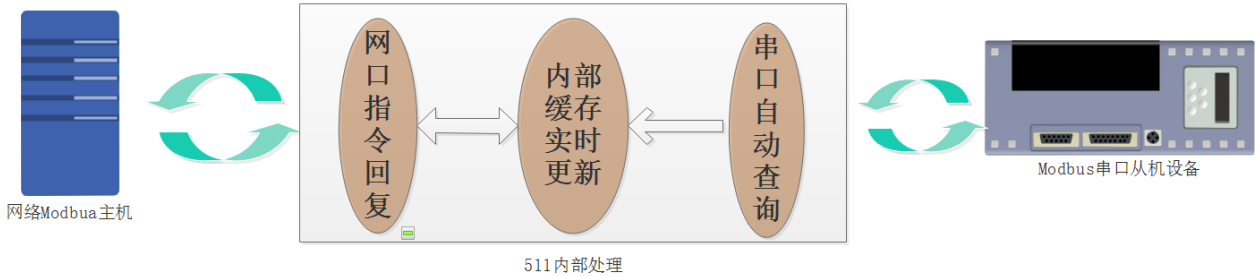 网
口
指
令
回
复
内部
缓存
实时
更新
串
口
自
动
查
询
网络Modbua主机
Modbus串口从机设备
511内部处理